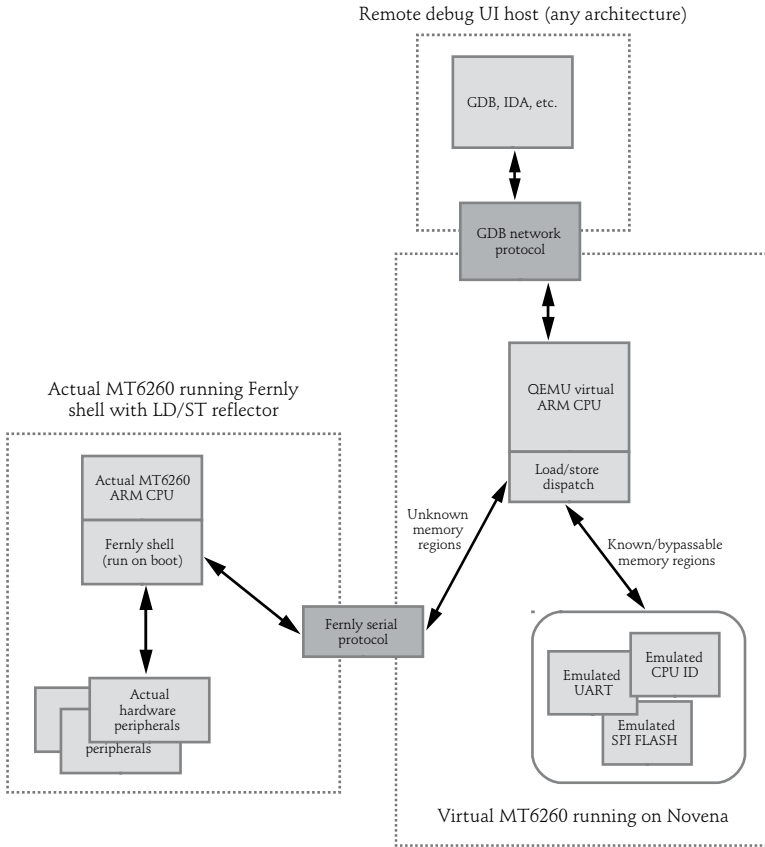 Remote debug UI host (any architecture)
GDB, IDA, etc.
GDB network
protocol
QEMU virtual
ARM CPU
Load/store
dispatch
Actual MT6260 running Fernly
shell with LD/ST reflector
Actual MT6260
ARM CPU
Fernly shell
(run on boot)
Unknown
memory
regions
Known/bypassable
memory regions
Fernly serial
protocol
Actual
hardware
peripherals
peripherals
Emulated
CPU ID
Emulated
UART
Emulated
SPI FLASH
Virtual MT6260 running on Novena